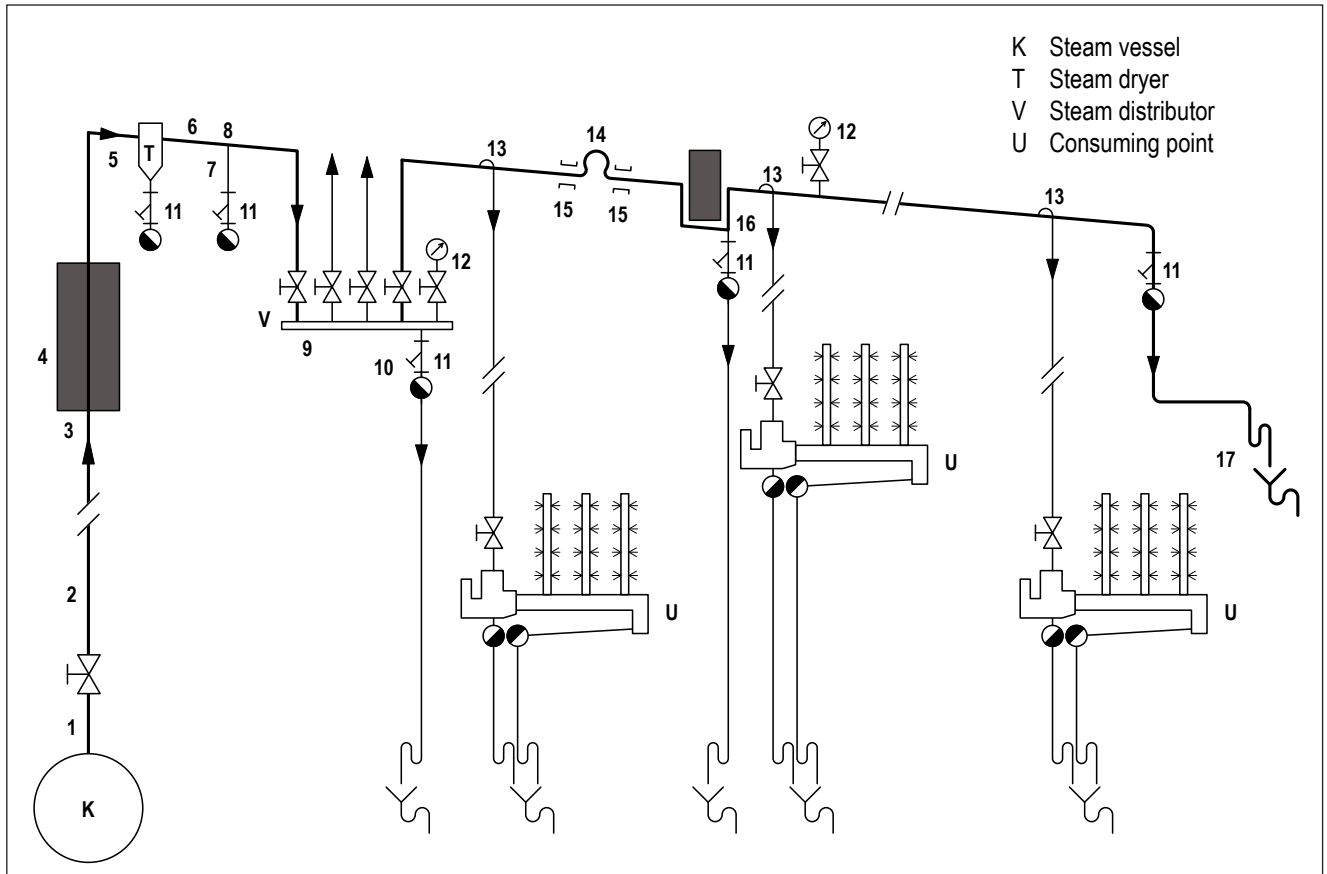 K Steam vessel
T Steam dryer
V Steam distributor
U Consuming point
14
12
6 8
13
5 T 7
13
13
15 15
16
11 11
12
11
11
V
9
4
10 11
3
U
17
2
U
U
1
K